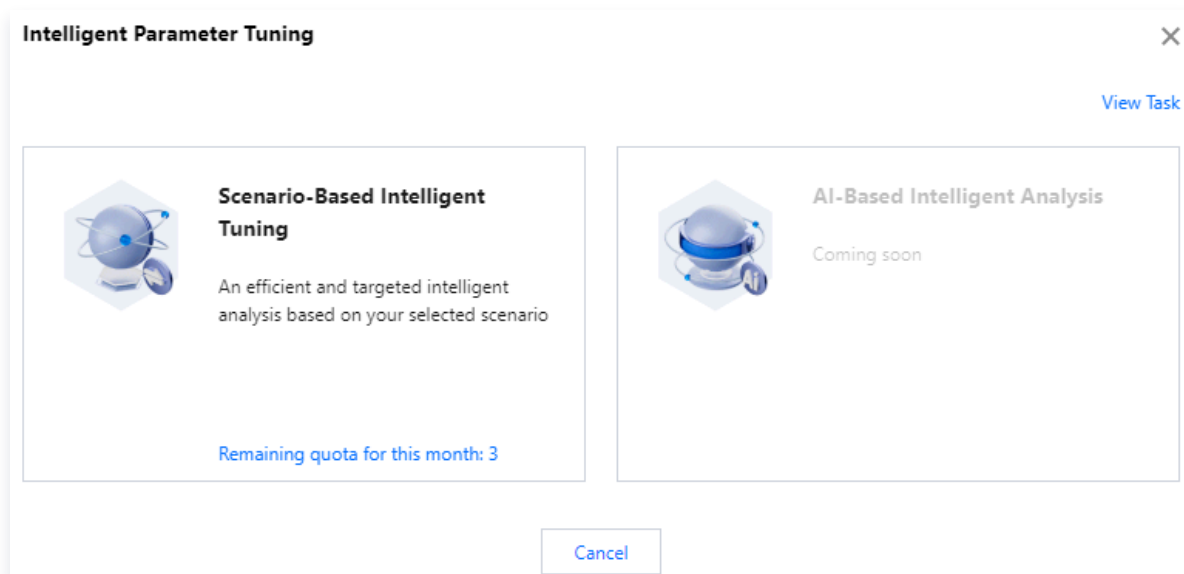 Intelligent Parameter Tuning
View Task
Scenario-Based Intelligent
Tuning
An efficient and targeted intelligent
analysis based on your selected scenario
Remaining quota for this month: 3
AI-Based Intelligent Analysis
Coming soon
Ai
Cancel